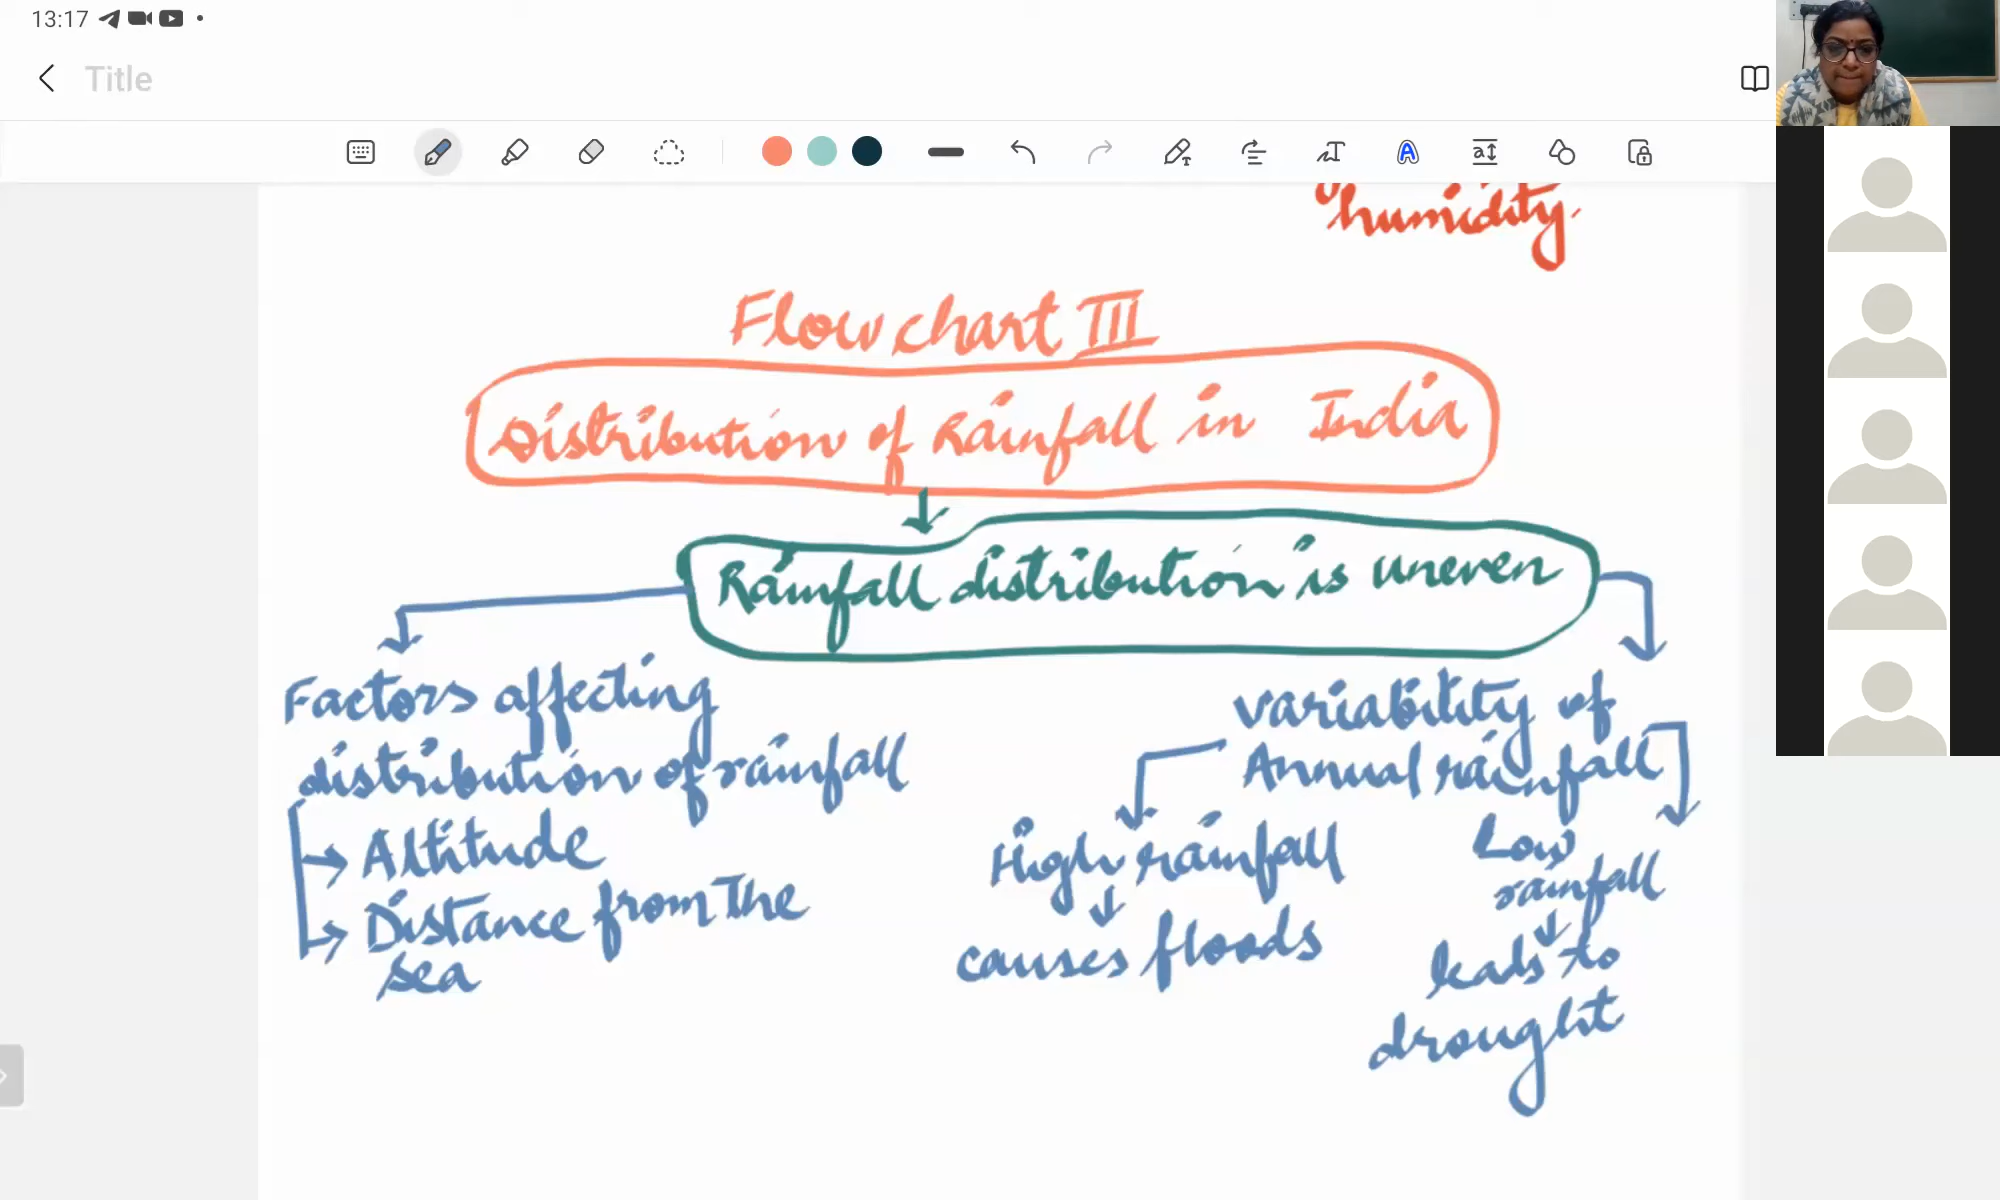 13:17
Title
humidity.
Flow chart III
Distribution of Rainfall in India
Rainfall distribution is uneven
Factors affecting
distribution of rainfall
Altitude
Distance from The
sea
variability of
Annual rainfall
High rainfall
causes floods
Low
rainfall
leads to
drought